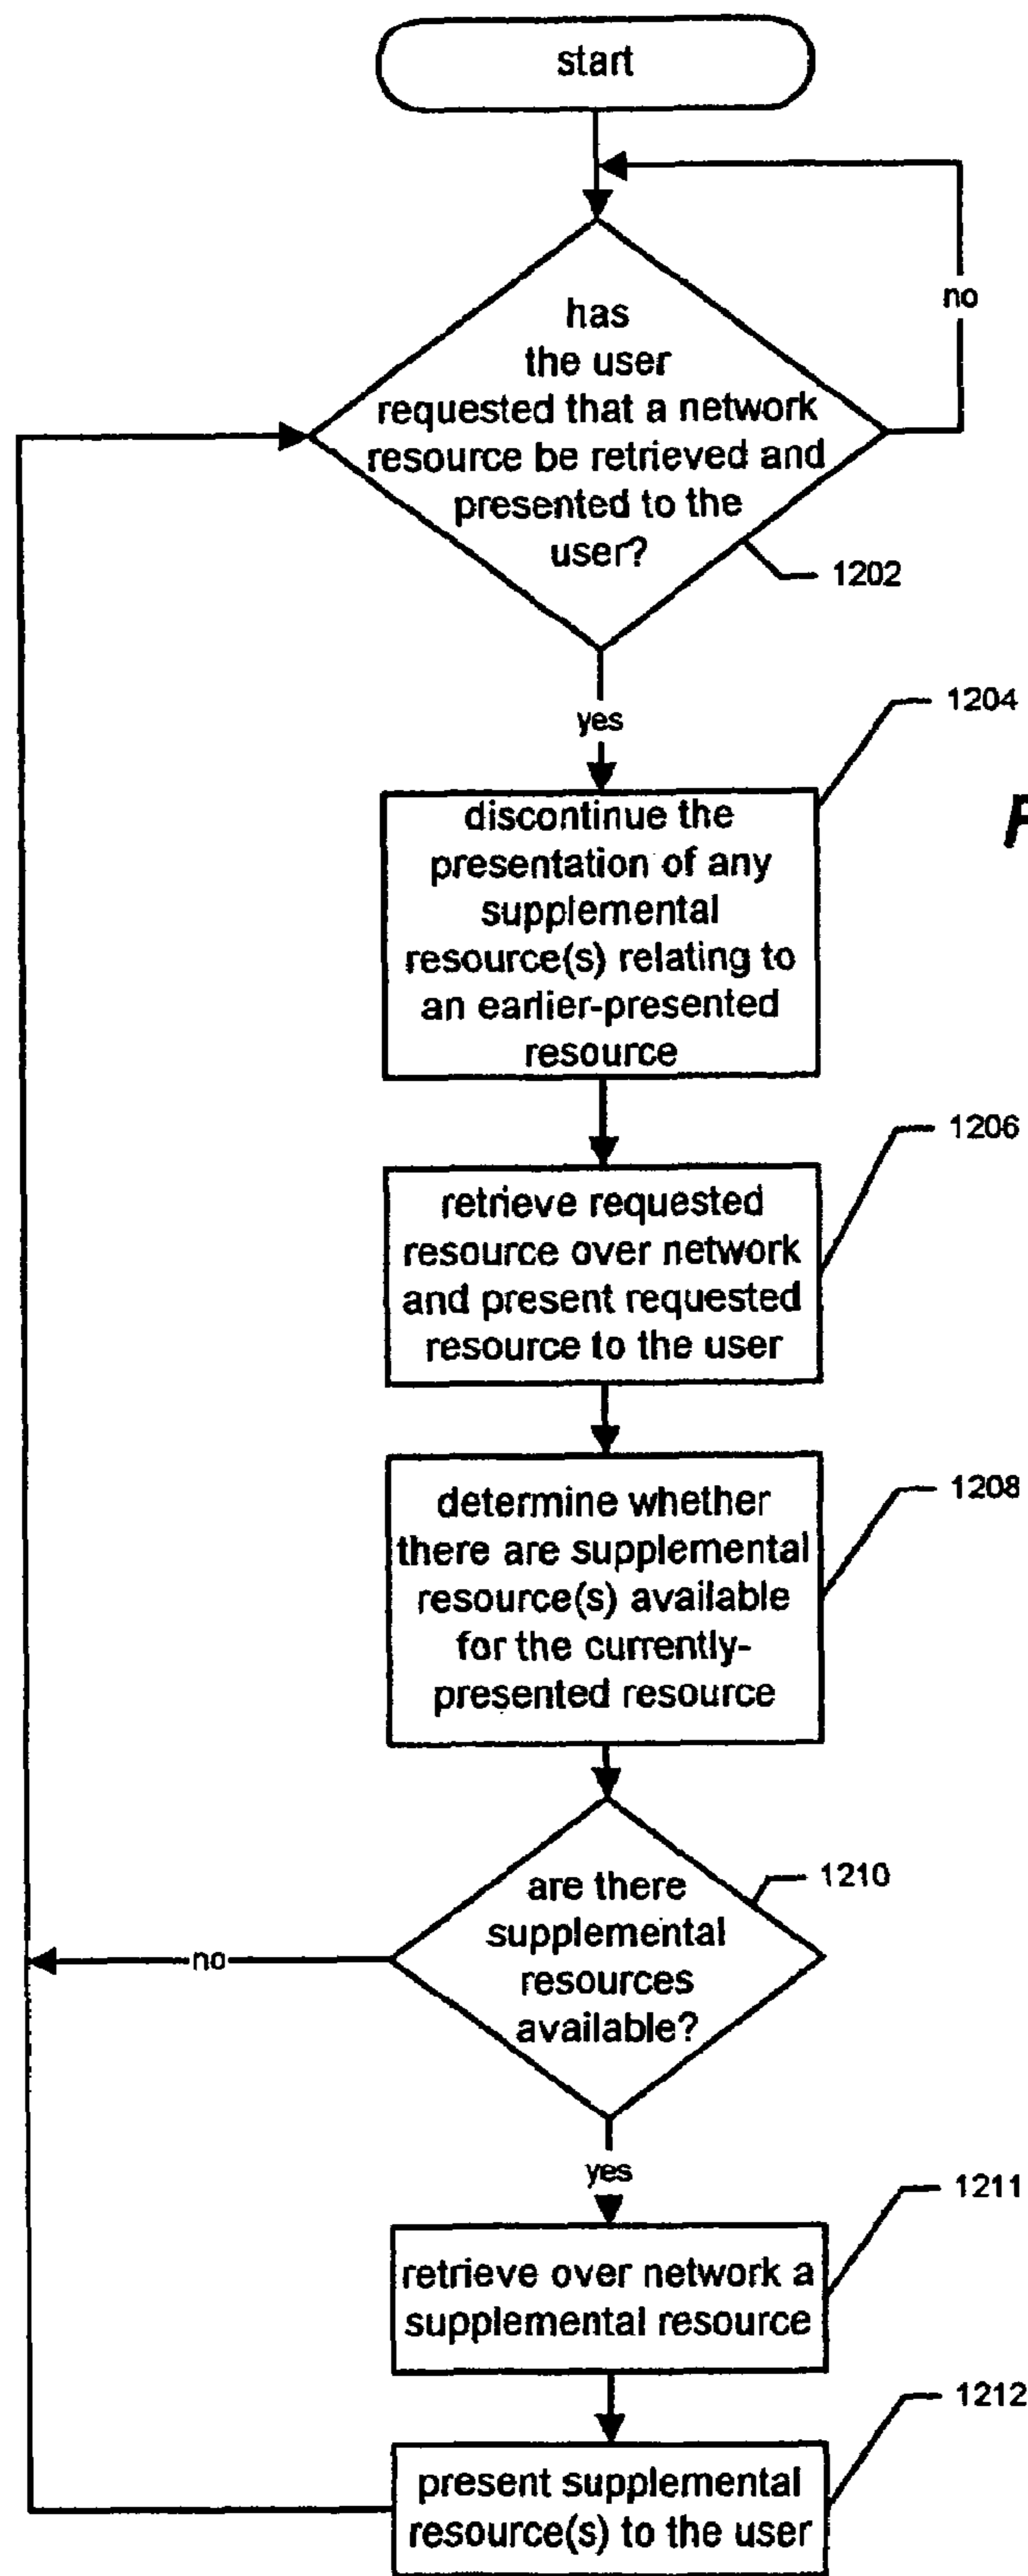 start
no
has
the user
requested that a network
resource be retrieved and
presented to the
user?
1202
yes
1204
discontinue the
presentation of any
supplemental
resource(s) relating to
an earlier-presented
resource
1206
retrieve requested
resource over network
and present requested
resource to the user
1208
determine whether
there are supplemental
resource(s) available
for the currently-
presented resource
1210
are there
supplemental
resources
available?
no
yes
1211
retrieve over network a
supplemental resource
1212
present supplemental
resource(s) to the user